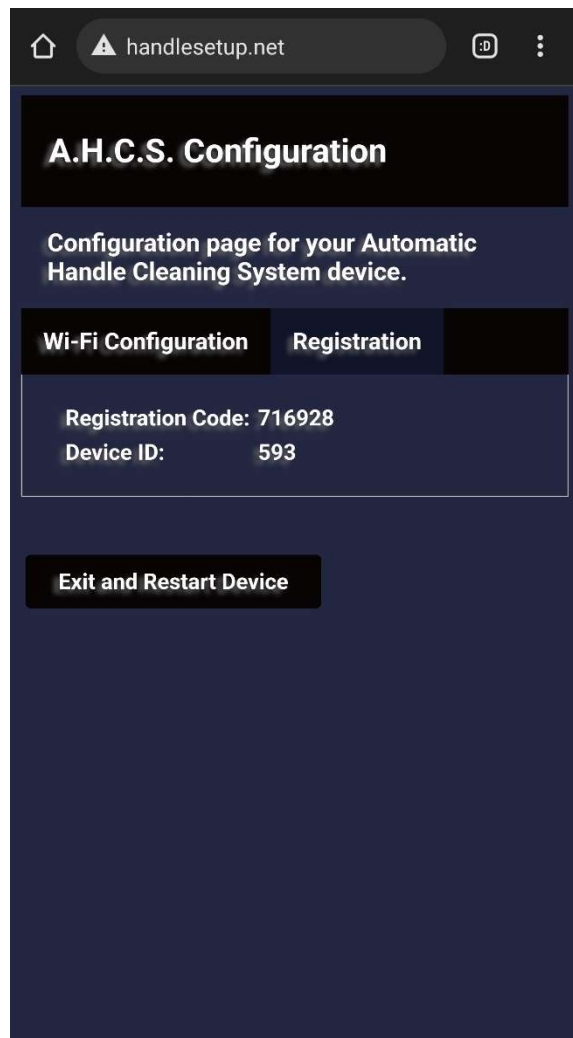 handlesetup.net :D
A.H.C.S. Configuration
Configuration page for your Automatic
Handle Cleaning System device.
Wi-Fi Configuration Registration
Registration Code: 716928
Device ID: 593
Exit and Restart Device